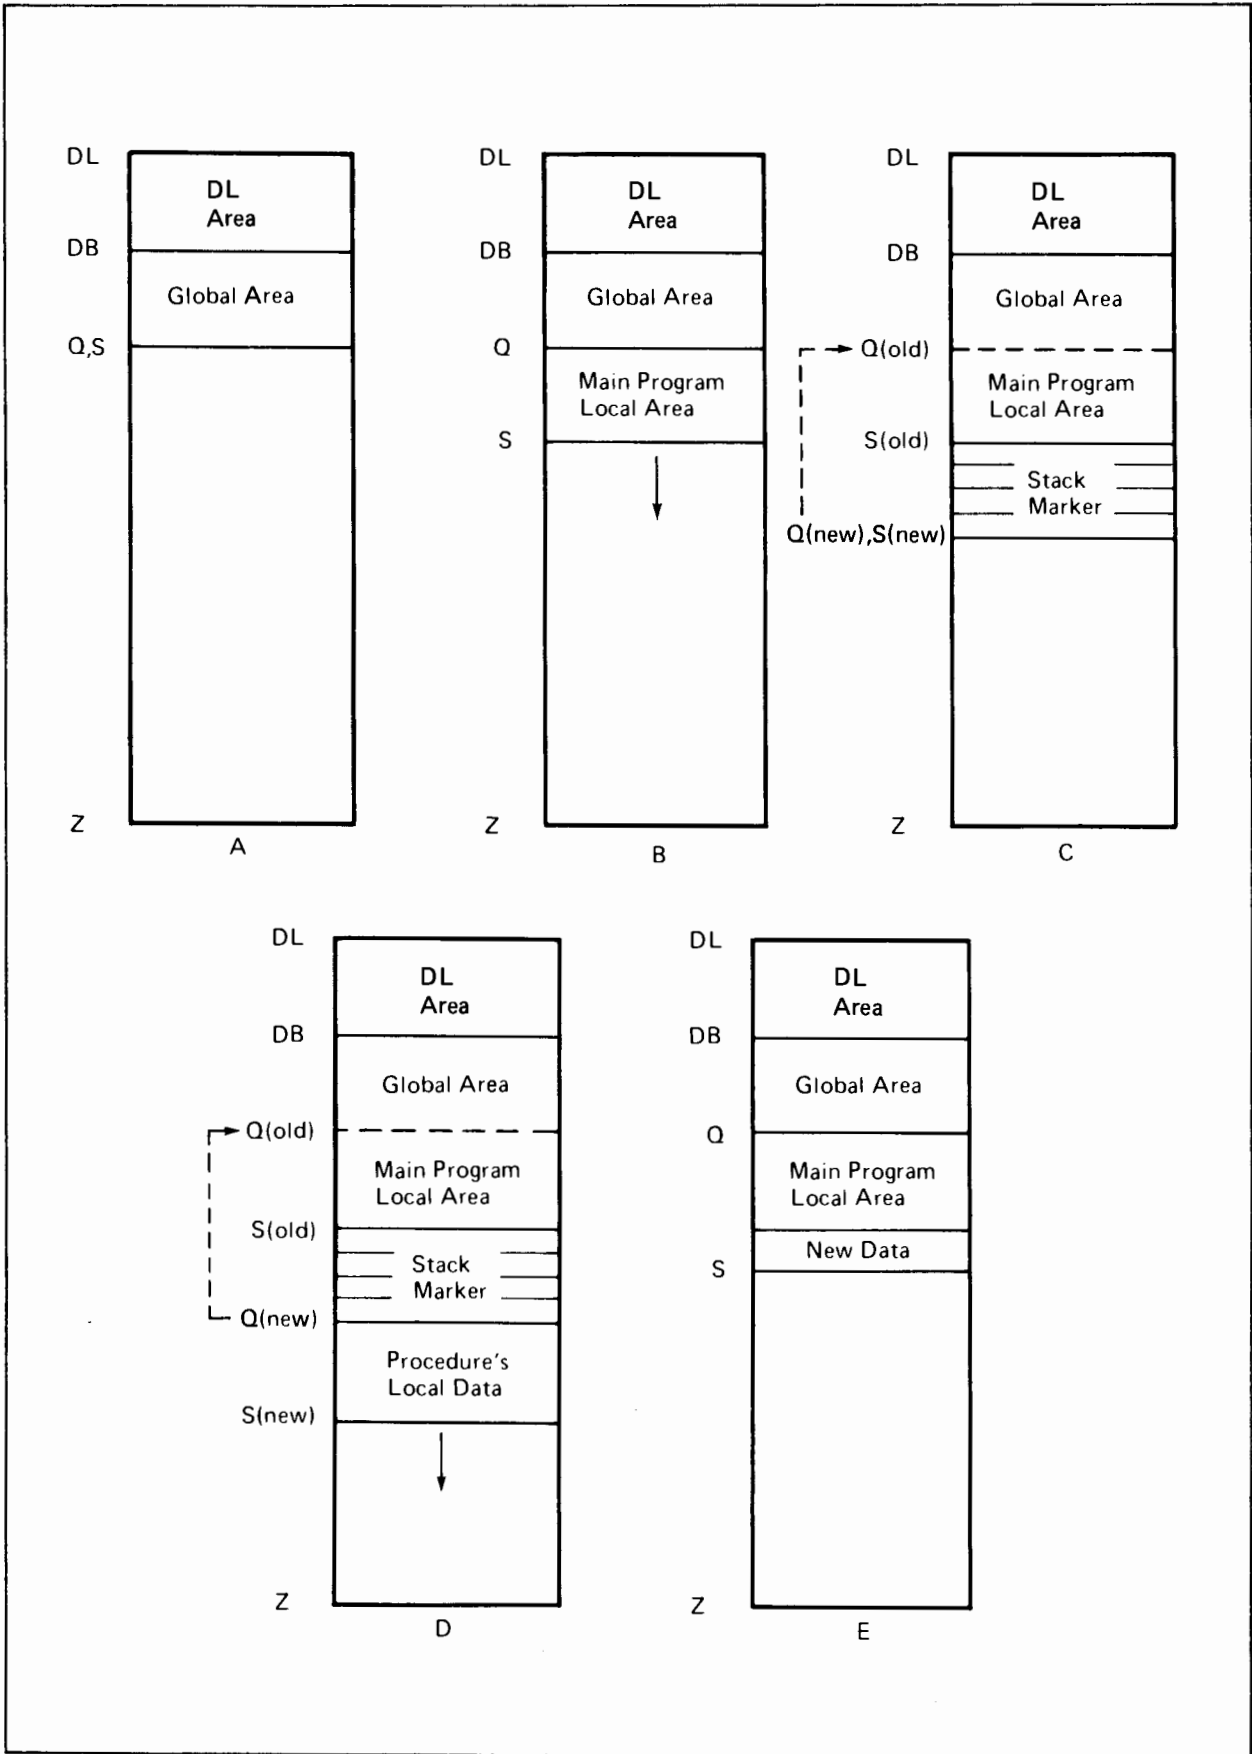 DL
DL
Area
DB
Global Area
Q,S
Z
A
DL
DL
Area
DB
Global Area
Q
Main Program
Local Area
S
Z
B
DL
DL
Area
DB
Global Area
Q(old)
Main Program
Local Area
S(old)
Stack
Marker
Q(new),S(new)
Z
C
DL
DL
Area
DB
Global Area
Q(old)
Main Program
Local Area
S(old)
Stack
Marker
Q(new)
Procedure's
Local Data
S(new)
Z
D
DL
DL
Area
DB
Global Area
Q
Main Program
Local Area
New Data
S
Z
E